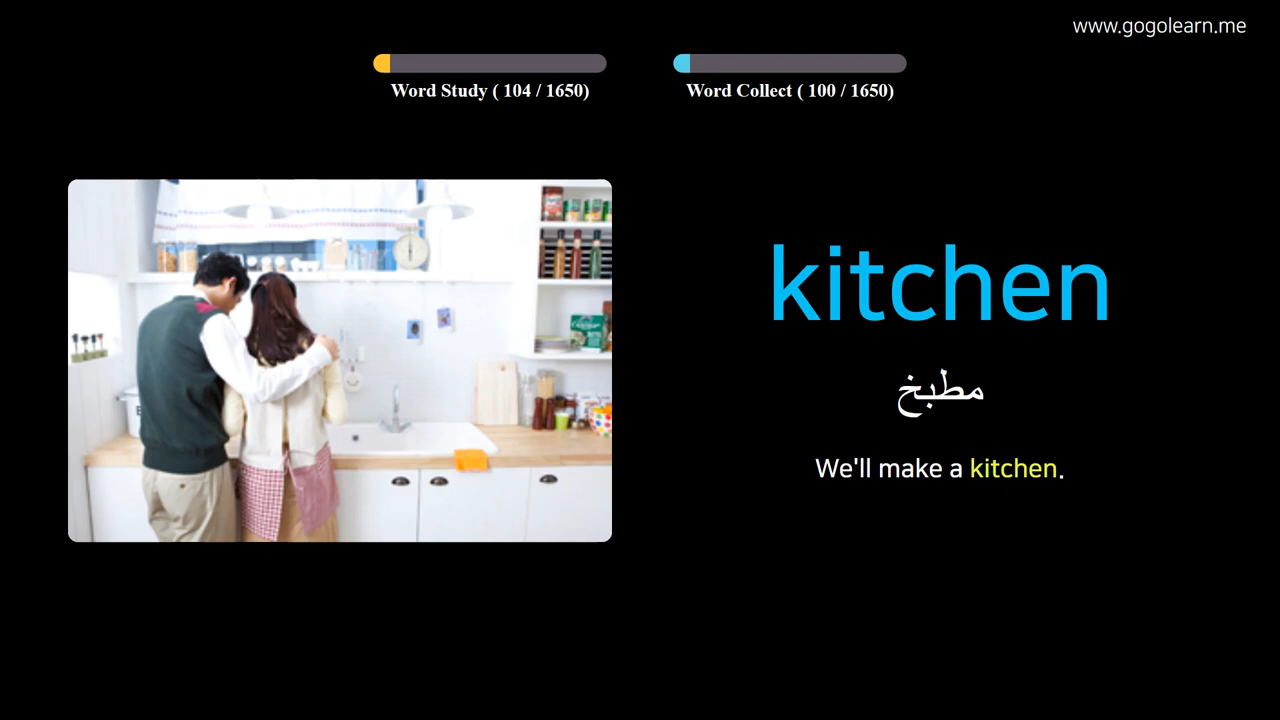 www.gogolearn.me
Word Study ( 104 / 1650)
Word Collect ( 100 / 1650)
kitchen
مطبخ
We'll make a kitchen.